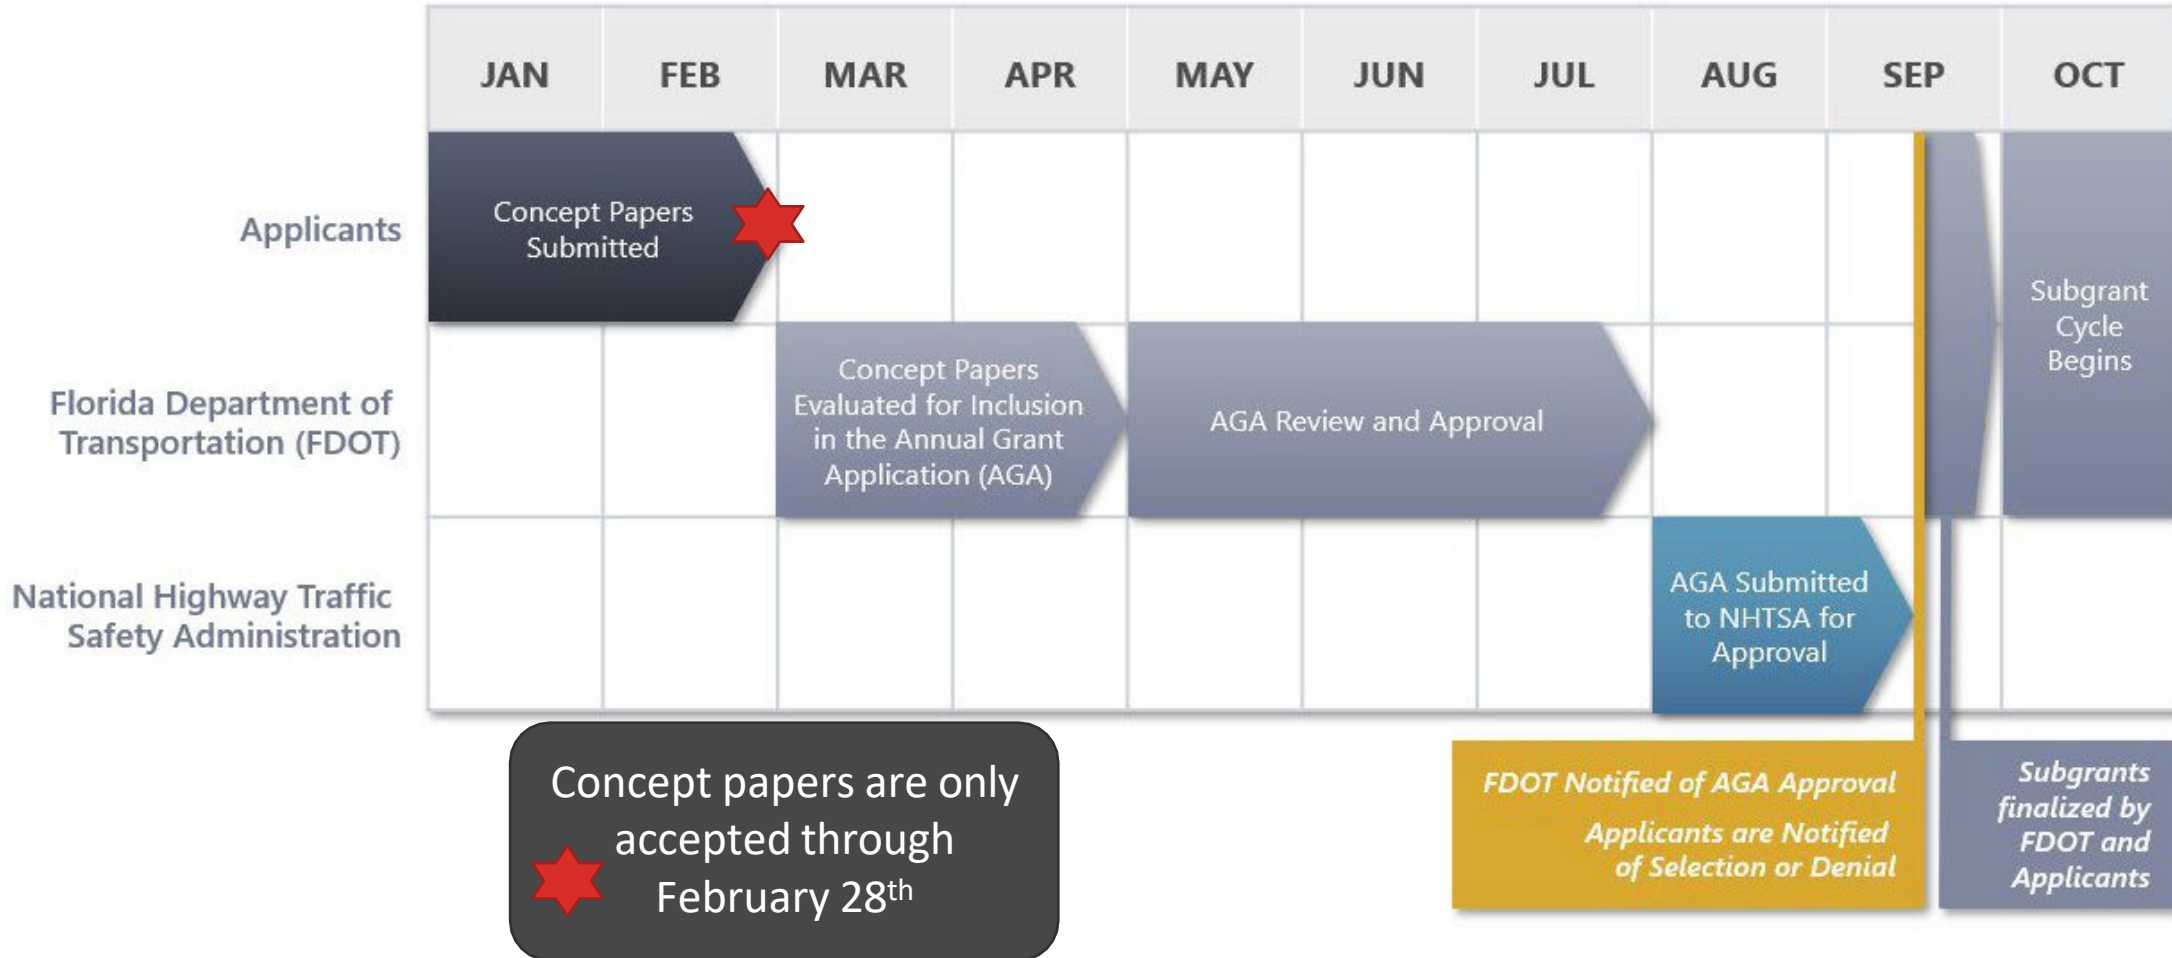 JAN FEB MAR APR MAY JUN JUL AUG SEP OCT
Applicants
Concept Papers
Submitted
Florida Department of
Transportation (FDOT)
Concept Papers
Evaluated for Inclusion
in the Annual Grant
Application (AGA)
AGA Review and Approval
Subgrant
Cycle
Begins
National Highway Traffic
Safety Administration
AGA Submitted
to NHTSA for
Approval
Concept papers are only
accepted through
February 28th
FDOT Notified of AGA Approval
Applicants are Notified
of Selection or Denial
Subgrants
finalized by
FDOT and
Applicants